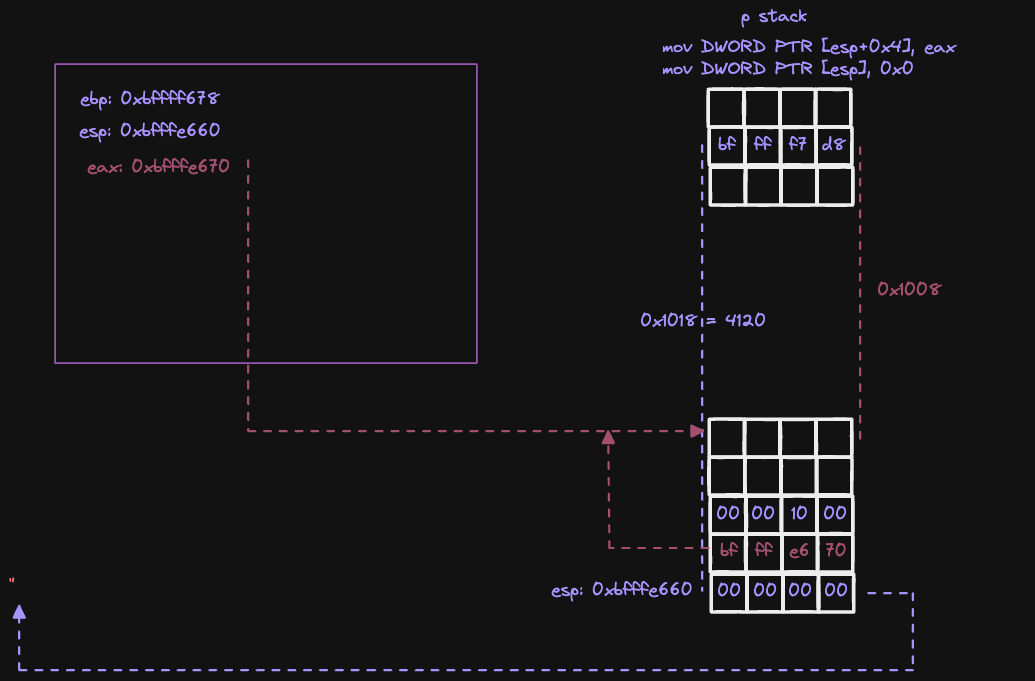 p stack
mov DWORD PTR [esp+0x4], eax
mov DWORD PTR [esp], 0x0
ebp: 0xbffff678
esp: 0xbfffe660
eax: 0xbfffe670
bf ff f7 d8
0x1008
0x1018 = 4120
00 00 10 00
bf ff e6 70
esp: 0xbfffe660 00 00 00 00
"